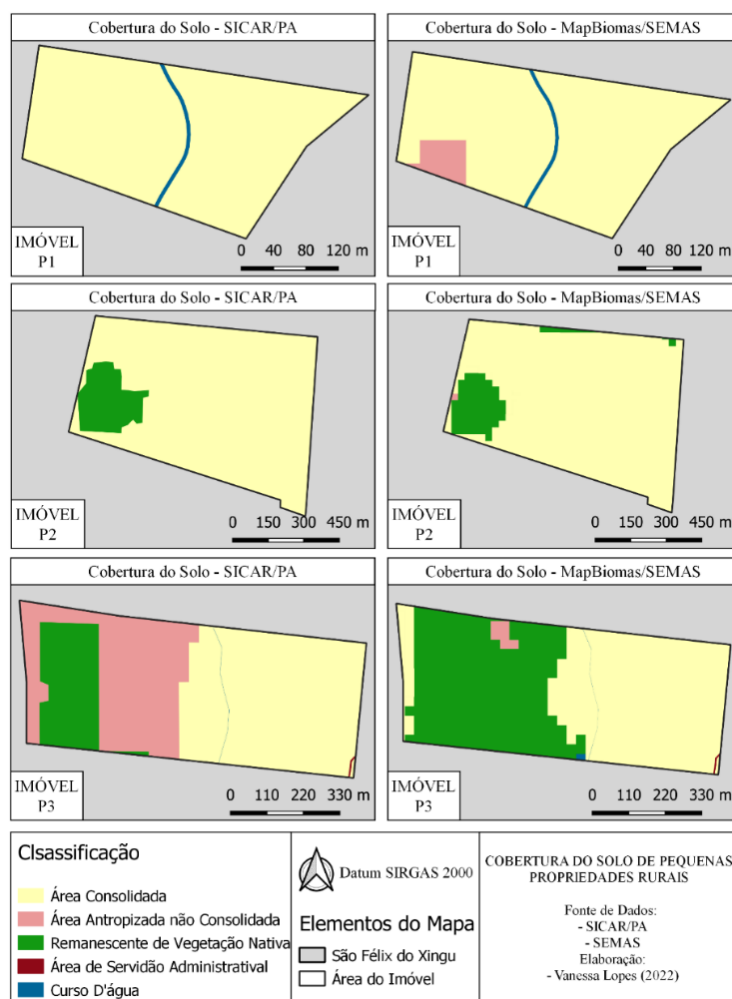 Cobertura do Solo - SICAR/PA
Cobertura do Solo - MapBiomas/SEMAS
IMÓVEL
P1
0 40 80 120 m
IMÓVEL
P1
0 40 80 120 m
Cobertura do Solo - SICAR/PA
Cobertura do Solo - MapBiomas/SEMAS
IMÓVEL
P2
0 150 300 450 m
IMÓVEL
P2
0 150 300 450 m
Cobertura do Solo - SICAR/PA
Cobertura do Solo - MapBiomas/SEMAS
IMÓVEL
P3
0 110 220 330 m
IMÓVEL
P3
0 110 220 330 m
Clsassificação
Área Consolidada
Área Antropizada não Consolidada
Remanescente de Vegetação Nativa
Área de Servidão Administratival
Curso D'água
Datum SIRGAS 2000
Elementos do Mapa
São Félix do Xingu
Área do Imóvel
COBERTURA DO SOLO DE PEQUENAS
PROPRIEDADES RURAIS
Fonte de Dados:
- SICAR/PA
- SEMAS
Elaboração:
- Vanessa Lopes (2022)